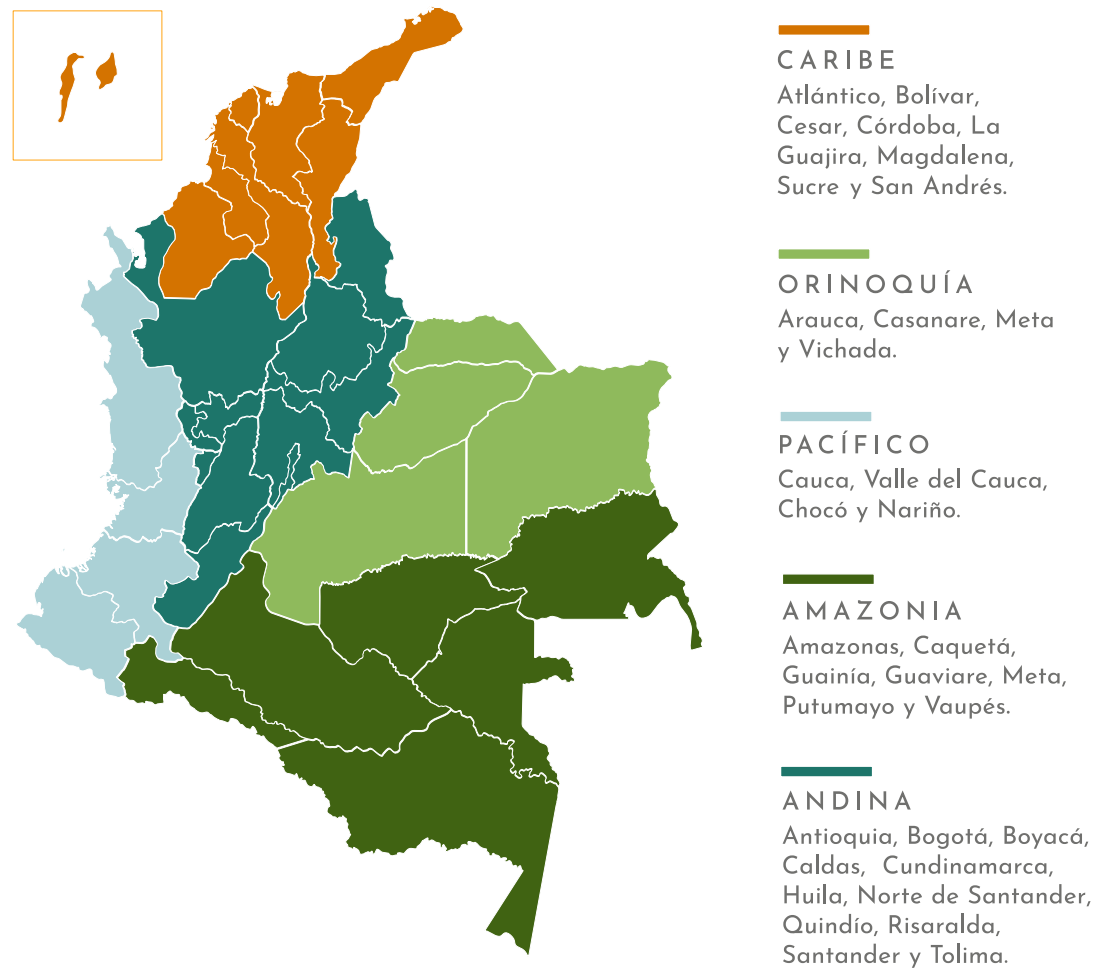 CARIBE
Atlántico, Bolívar,
Cesar, Córdoba, La
Guajira, Magdalena,
Sucre y San Andrés.
ORINOQUÍA
Arauca, Casanare, Meta
y Vichada.
PACÍFICO
Cauca, Valle del Cauca,
Chocó y Nariño.
AMAZONIA
Amazonas, Caquetá,
Guainía, Guaviare, Meta,
Putumayo y Vaupés.
ANDINA
Antioquia, Bogotá, Boyacá,
Caldas, Cundinamarca,
Huila, Norte de Santander,
Quindío, Risaralda,
Santander y Tolima.